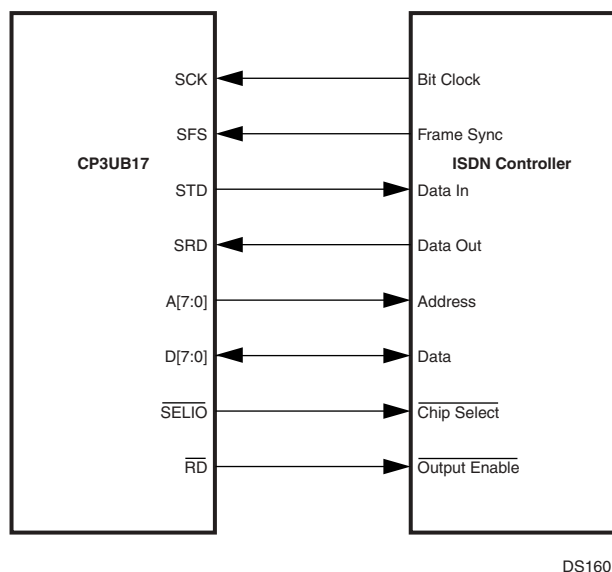 SCK Bit Clock
SFS Frame Sync
CP3UB17 ISDN Controller
STD Data In
SRD Data Out
A[7:0] Address
D[7:0] Data
SELIO Chip Select
RD Output Enable
DS160